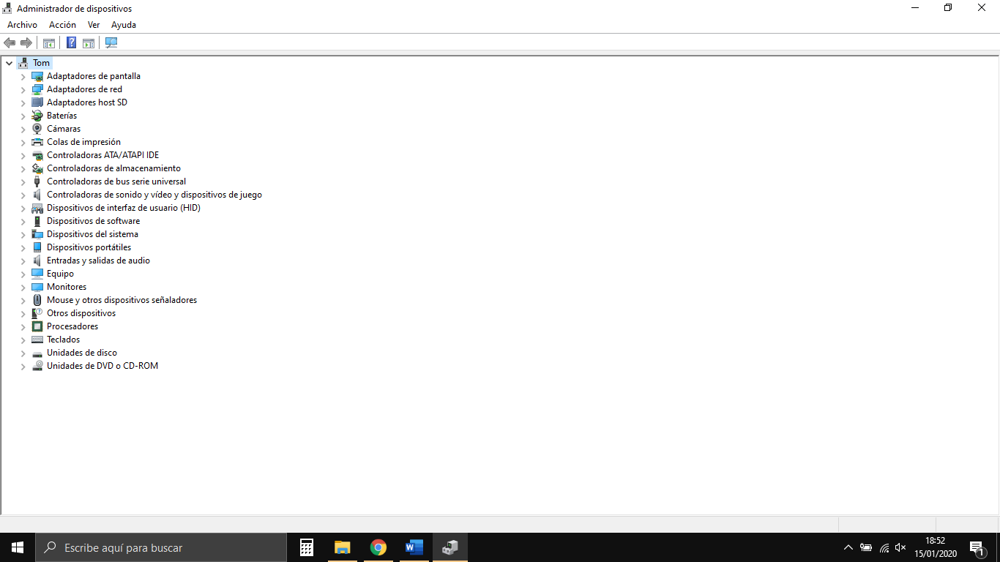 Administrador de dispositivos
Archivo Acción Ver Ayuda
Tom
Adaptadores de pantalla
Adaptadores de red
Adaptadores host SD
Baterías
Cámaras
Colas de impresión
Controladoras ATA/ATAPI IDE
Controladoras de almacenamiento
Controladoras de bus serie universal
Controladoras de sonido y vídeo y dispositivos de juego
Dispositivos de interfaz de usuario (HID)
Dispositivos de software
Dispositivos del sistema
Dispositivos portátiles
Entradas y salidas de audio
Equipo
Monitores
Mouse y otros dispositivos señaladores
Otros dispositivos
Procesadores
Teclados
Unidades de disco
Unidades de DVD o CD-ROM
Escribe aquí para buscar
18:52
15/01/2020
1